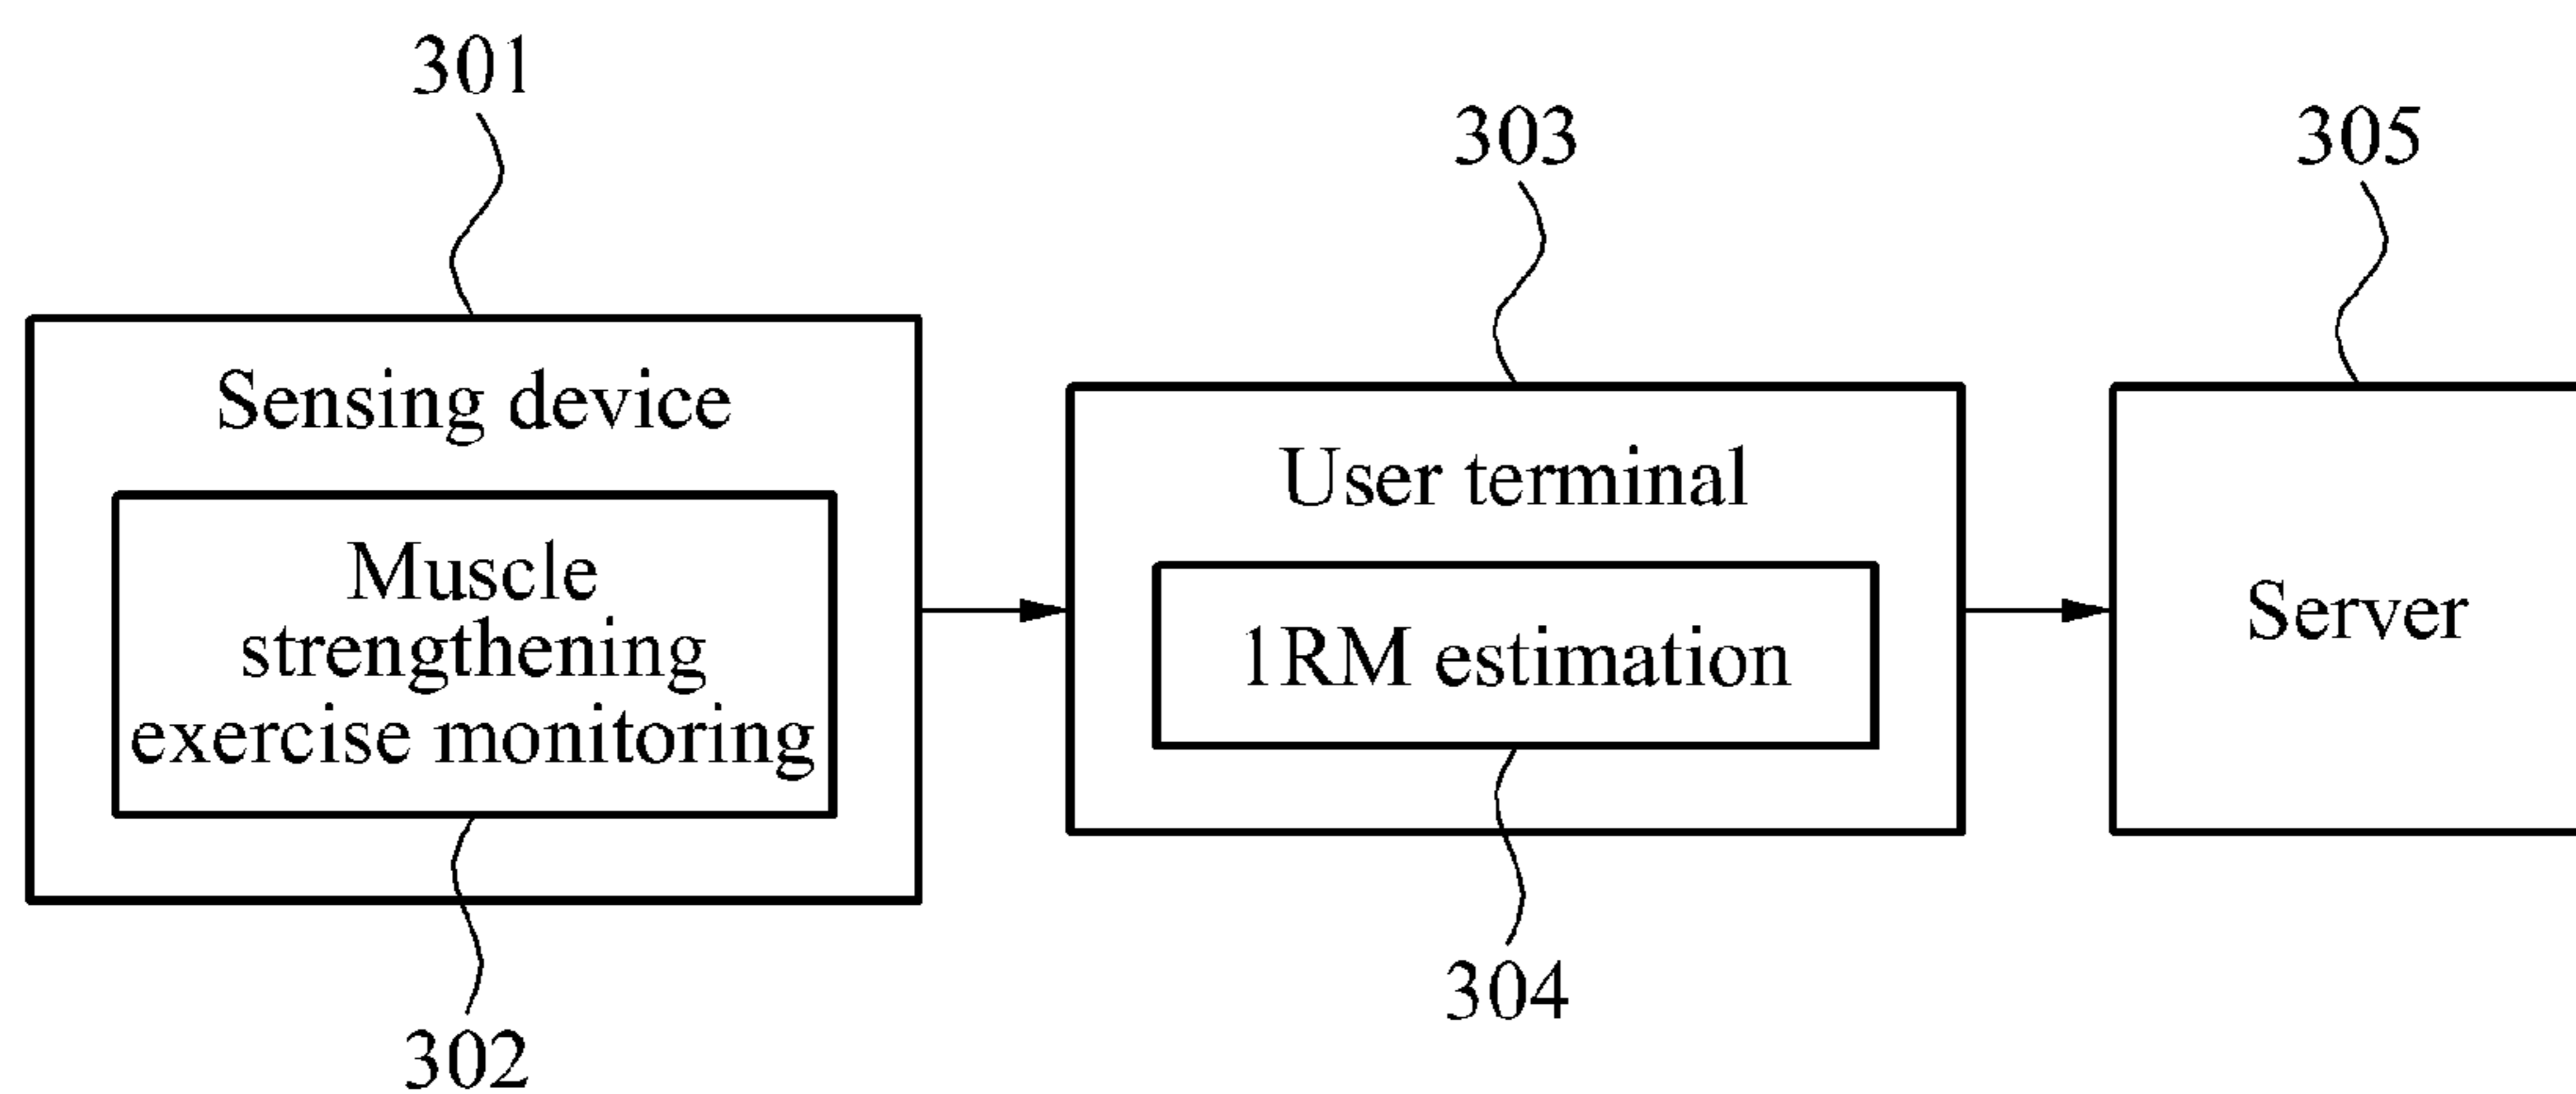 301
303
305
Sensing device
Muscle
strengthening
exercise monitoring
User terminal
1RM estimation
Server
302
304